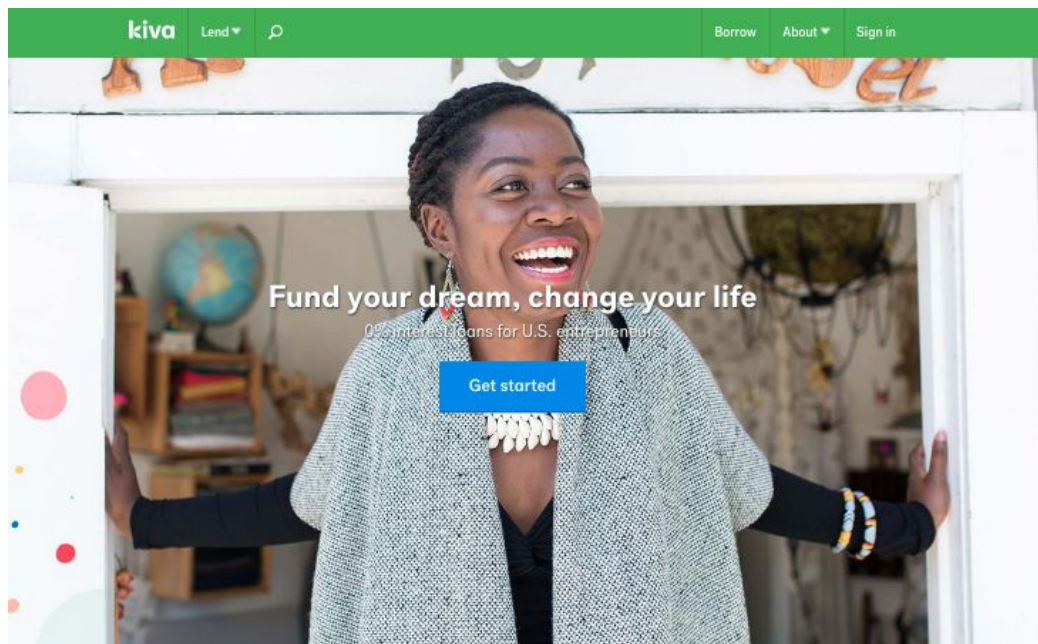 kiva
Lend
Borrow
About
Sign in
Fund your dream, change your life
0% interest loans for U.S. entrepreneurs
Get started